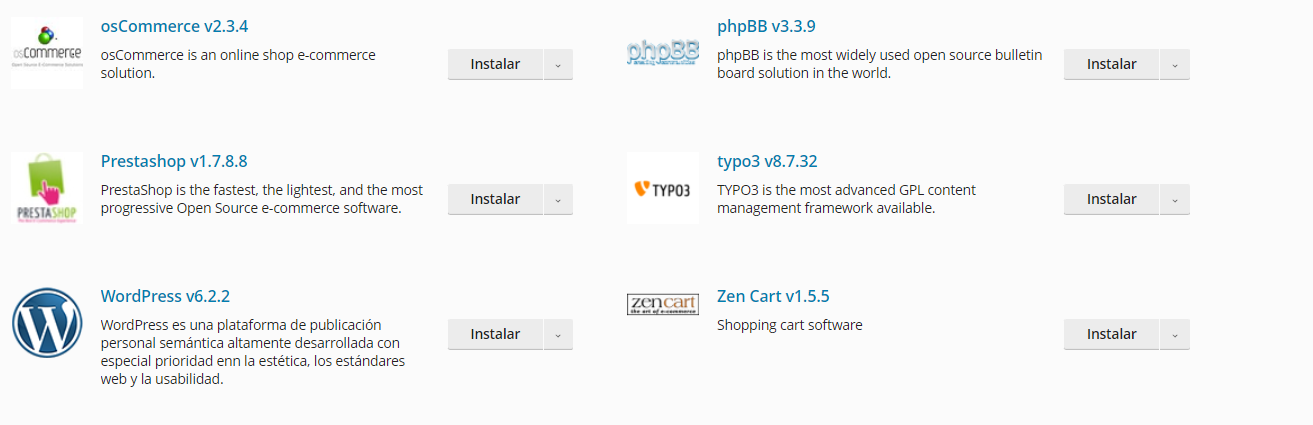 osCommerce v2.3.4
osCommerce
Open Source E-Commerce Solutions
osCommerce is an online shop e-commerce
solution.
Instalar
phpBB v3.3.9
phpBB
phpBB is the most widely used open source bulletin
board solution in the world.
Instalar
Prestashop v1.7.8.8
PRESTASHOP
PrestaShop is the fastest, the lightest, and the most
progressive Open Source e-commerce software.
Instalar
typo3 v8.7.32
TYPO3
TYPO3 is the most advanced GPL content
management framework available.
Instalar
WordPress v6.2.2
W
WordPress es una plataforma de publicación
personal semántica altamente desarrollada con
especial prioridad enn la estética, los estándares
web y la usabilidad.
Instalar
Zen Cart v1.5.5
zencart
the art of e-commerce
Shopping cart software
Instalar